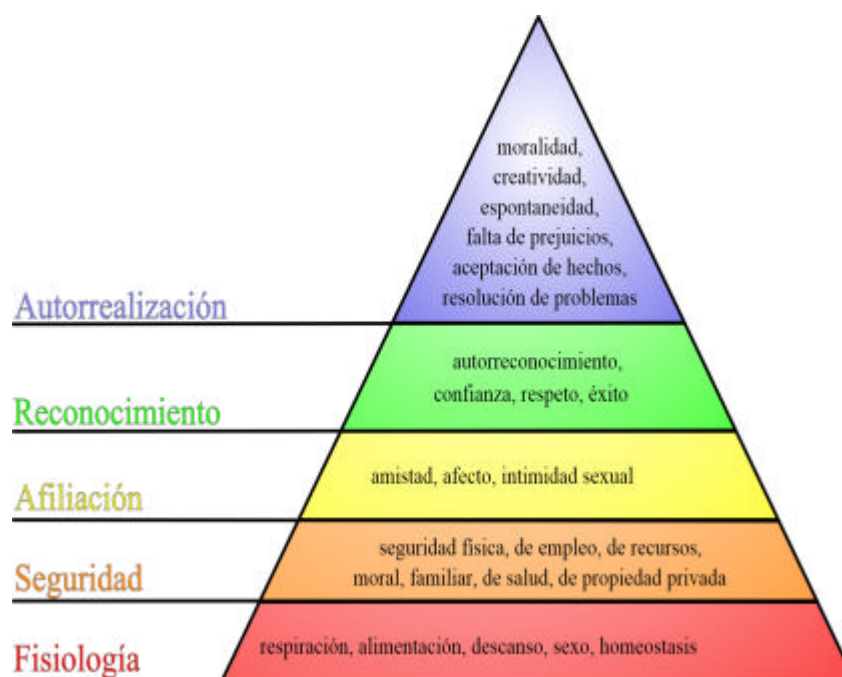 moralidad,
creatividad,
espontaneidad,
falta de prejuicios,
aceptación de hechos,
resolución de problemas
Autorrealización
autorreconocimiento,
confianza, respeto, éxito
Reconocimiento
amistad, afecto, intimidad sexual
Afiliación
seguridad física, de empleo, de recursos,
moral, familiar, de salud, de propiedad privada
Seguridad
respiración, alimentación, descanso, sexo, homeostasis
Fisiología